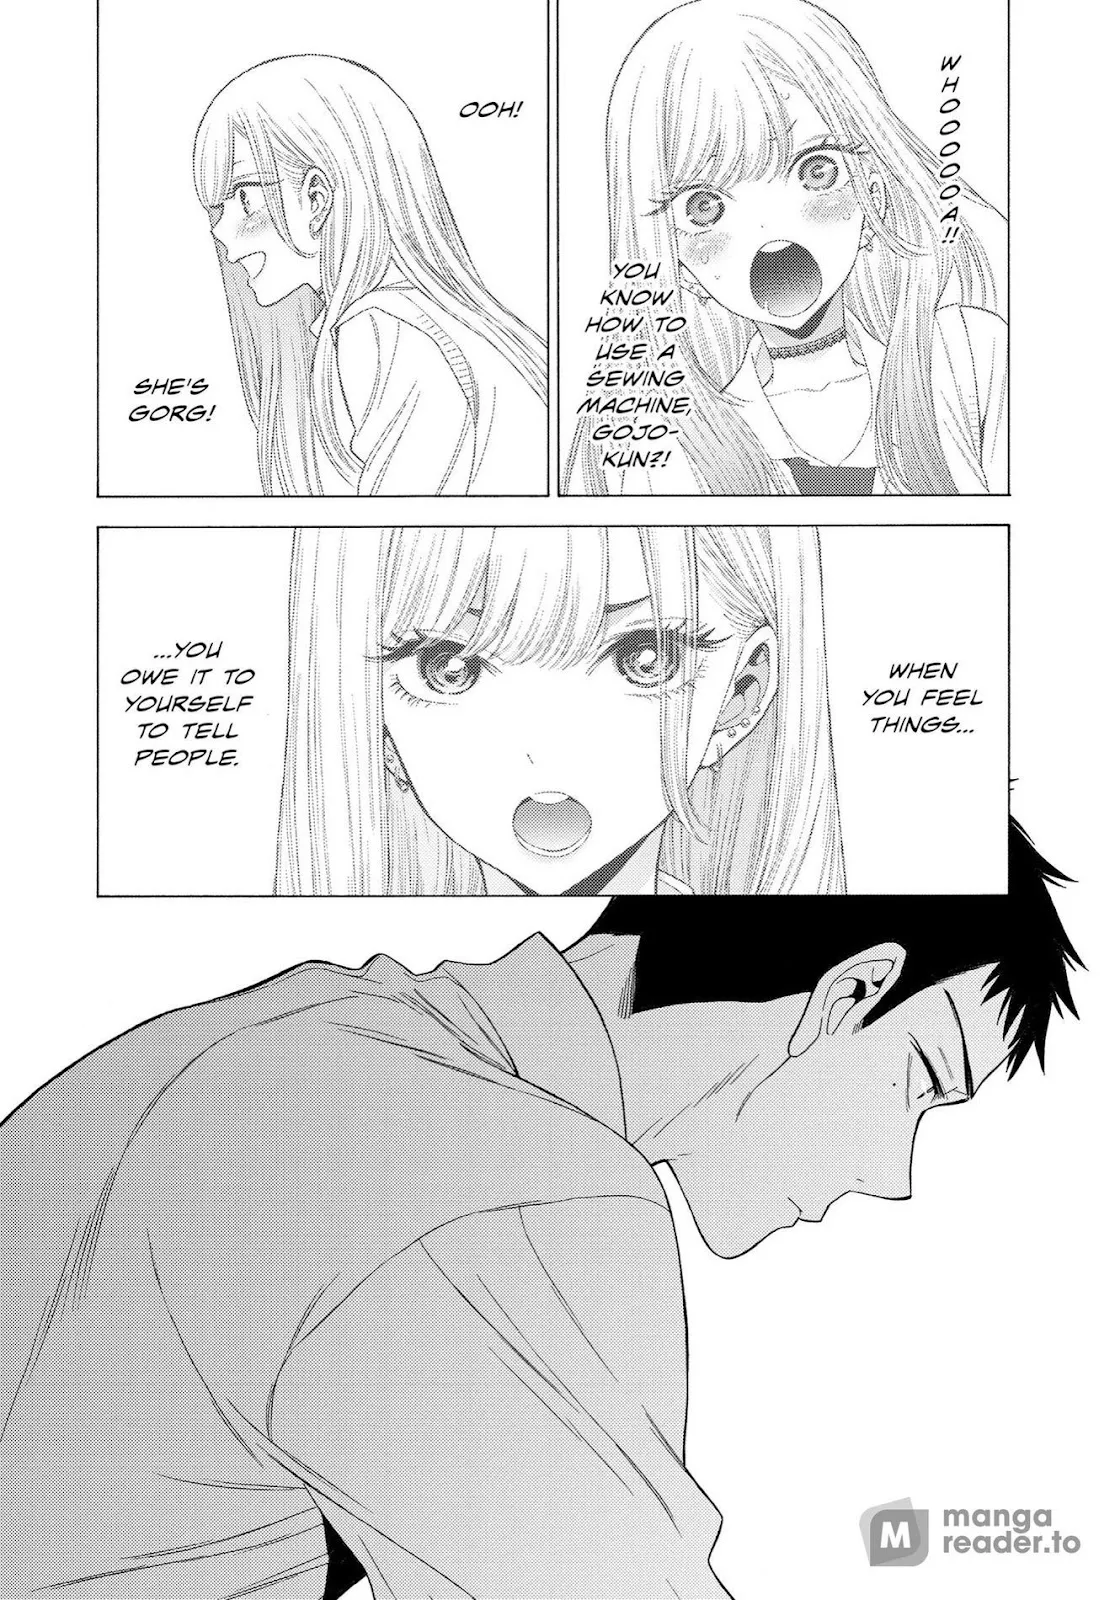 WHOOOOOA!!
YOU
KNOW
HOW TO
USE A
SEWING
MACHINE,
GOJO-
KUN?!
OOH!
SHE'S
GORG!
WHEN
YOU FEEL
THINGS...
...YOU
OWE IT TO
YOURSELF
TO TELL
PEOPLE.
M
manga
reader.to